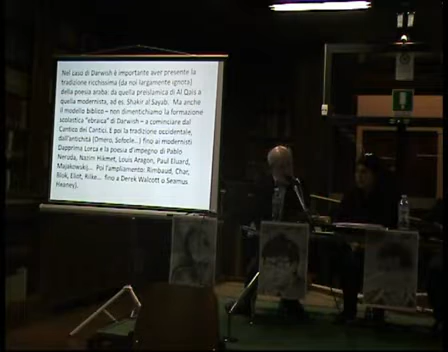 Nel caso di Darwish è importante aver presente la
tradizione ricchissima (da noi largamente ignota)
della poesia araba: da quella preislamica di Al Qais a
quella modernista, ad es. Shakir al Sayab. Ma anche
il modello biblico – non dimentichiamo la formazione
scolastica "ebraica" di Darwish – a cominciare dal
Cantico dei Cantici. E poi la tradizione occidentale,
dall'antichità (Omero, Sofocle...) fino ai modernisti
Dapprima Lorca e la poesia d'impegno di Pablo
Neruda, Nazim Hikmet, Louis Aragon, Paul Eluard,
Majakovskij... Poi l'ampliamento: Rimbaud, Char,
Blok, Eliot, Rilke... fino a Derek Walcott o Seamus
Heaney).